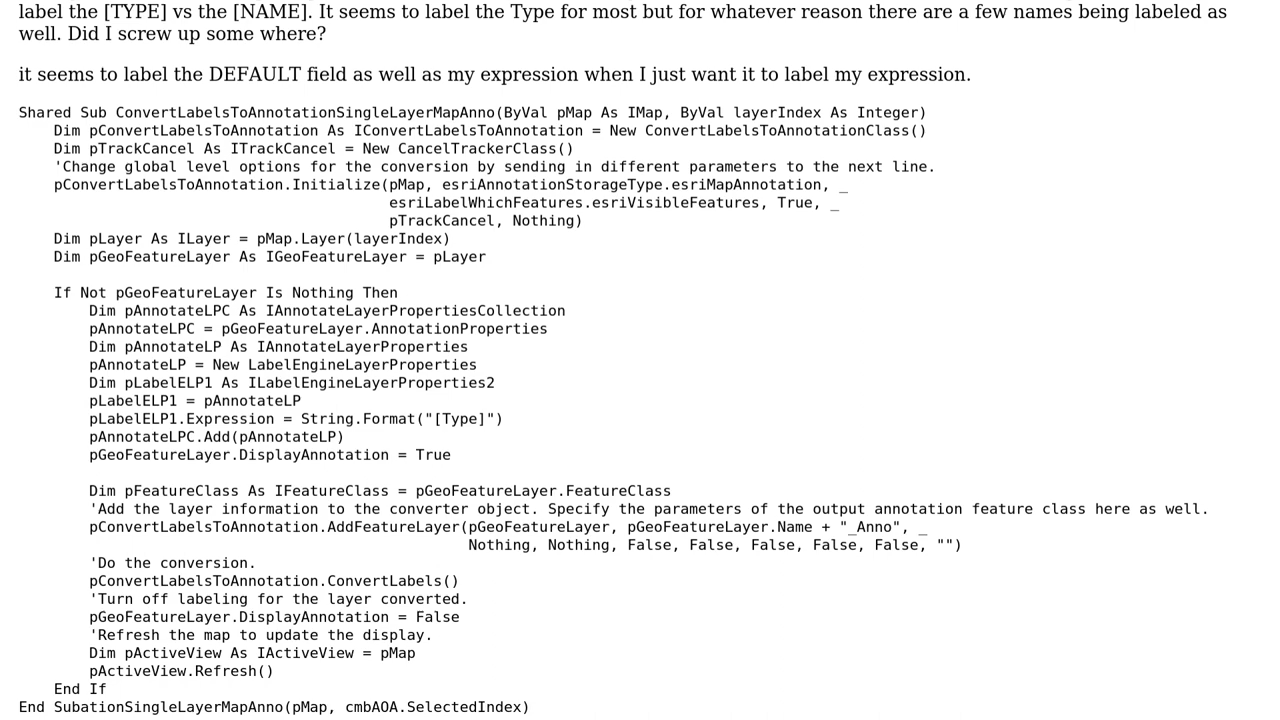 label the [TYPE] vs the [NAME]. It seems to label the Type for most but for whatever reason there are a few names being labeled as
well. Did I screw up some where?
it seems to label the DEFAULT field as well as my expression when I just want it to label my expression.
Shared Sub ConvertLabelsToAnnotationSingleLayerMapAnno(ByVal pMap As IMap, ByVal layerIndex As Integer)
    Dim pConvertLabelsToAnnotation As IConvertLabelsToAnnotation = New ConvertLabelsToAnnotationClass()
    Dim pTrackCancel As ITrackCancel = New CancelTrackerClass()
    'Change global level options for the conversion by sending in different parameters to the next line.
    pConvertLabelsToAnnotation.Initialize(pMap, esriAnnotationStorageType.esriMapAnnotation, _
                                          esriLabelWhichFeatures.esriVisibleFeatures, True, _
                                          pTrackCancel, Nothing)
    Dim pLayer As ILayer = pMap.Layer(layerIndex)
    Dim pGeoFeatureLayer As IGeoFeatureLayer = pLayer
    If Not pGeoFeatureLayer Is Nothing Then
        Dim pAnnotateLPC As IAnnotateLayerPropertiesCollection
        pAnnotateLPC = pGeoFeatureLayer.AnnotationProperties
        Dim pAnnotateLP As IAnnotateLayerProperties
        pAnnotateLP = New LabelEngineLayerProperties
        Dim pLabelELP1 As ILabelEngineLayerProperties2
        pLabelELP1 = pAnnotateLP
        pLabelELP1.Expression = String.Format("[Type]")
        pAnnotateLPC.Add(pAnnotateLP)
        pGeoFeatureLayer.DisplayAnnotation = True
        Dim pFeatureClass As IFeatureClass = pGeoFeatureLayer.FeatureClass
        'Add the layer information to the converter object. Specify the parameters of the output annotation feature class here as well.
        pConvertLabelsToAnnotation.AddFeatureLayer(pGeoFeatureLayer, pGeoFeatureLayer.Name + "_Anno", _
                                                   Nothing, Nothing, False, False, False, False, False, "")
        'Do the conversion.
        pConvertLabelsToAnnotation.ConvertLabels()
        'Turn off labeling for the layer converted.
        pGeoFeatureLayer.DisplayAnnotation = False
        'Refresh the map to update the display.
        Dim pActiveView As IActiveView = pMap
        pActiveView.Refresh()
    End If
End SubationSingleLayerMapAnno(pMap, cmbAOA.SelectedIndex)